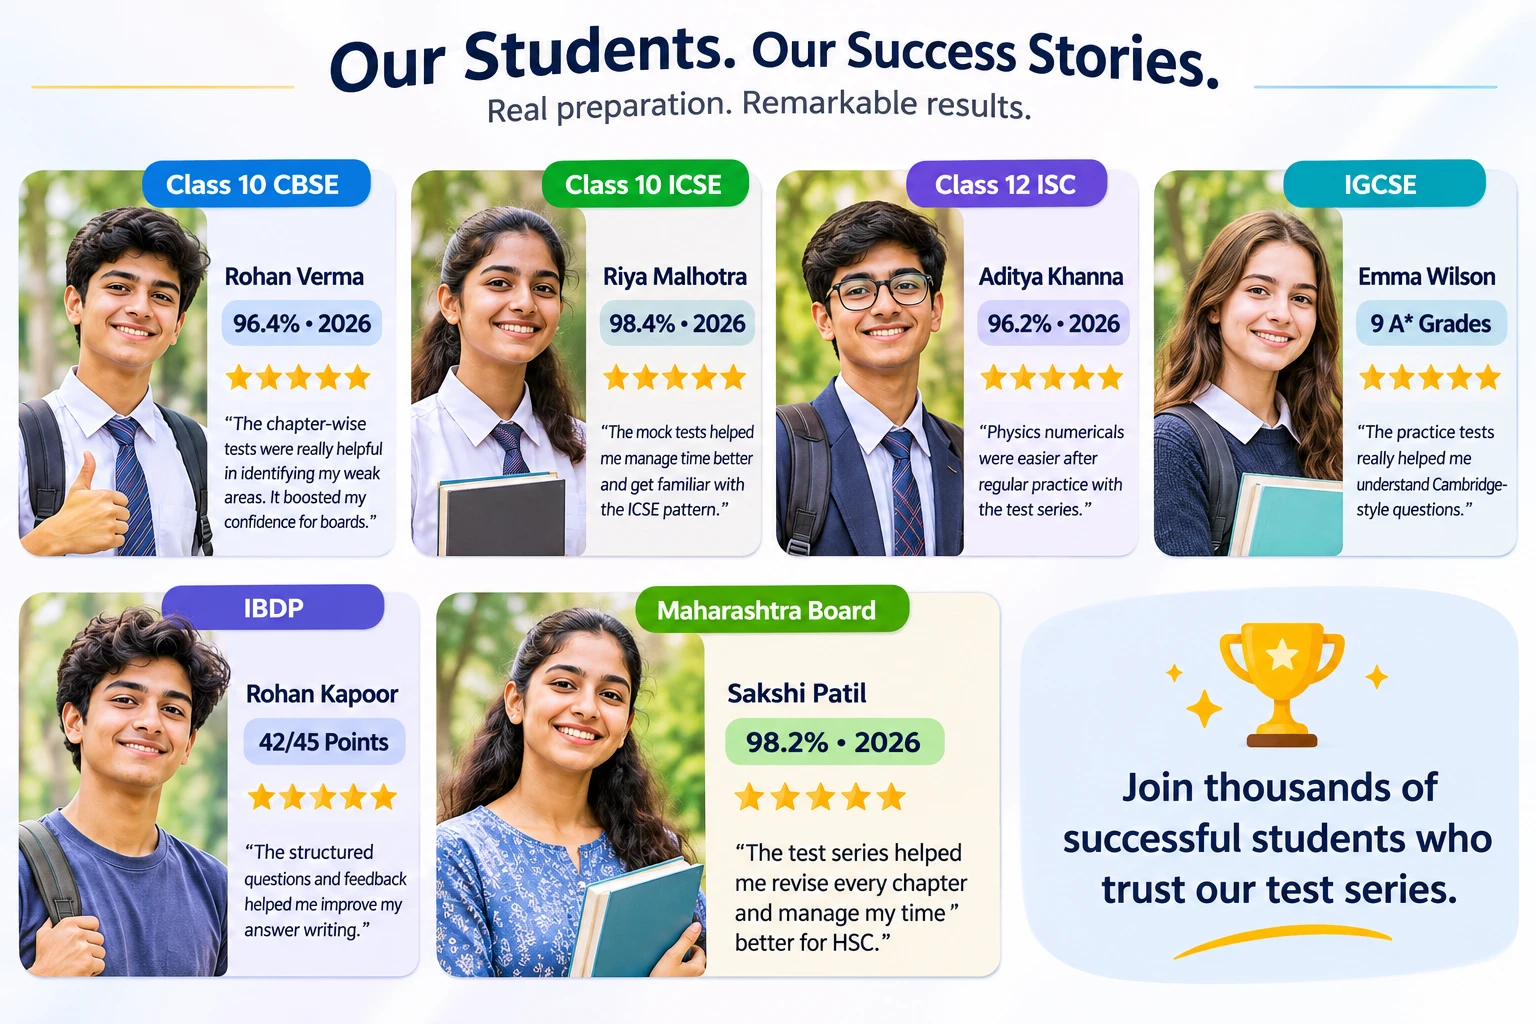 Our Students. Our Success Stories.
Real preparation. Remarkable results.
Class 10 CBSE
Rohan Verma
96.4% • 2026
“The chapter-wise
tests were really helpful
in identifying my weak
areas. It boosted my
confidence for boards.”
Class 10 ICSE
Riya Malhotra
98.4% • 2026
“The mock tests helped
me manage time better
and get familiar with
the ICSE pattern.”
Class 12 ISC
Aditya Khanna
96.2% • 2026
“Physics numericals
were easier after
regular practice with
the test series.”
IGCSE
Emma Wilson
9 A* Grades
“The practice tests
really helped me
understand Cambridge-
style questions.”
IBDP
Rohan Kapoor
42/45 Points
“The structured
questions and feedback
helped me improve my
answer writing.”
Maharashtra Board
Sakshi Patil
98.2% • 2026
“The test series helped
me revise every chapter
and manage my time ”
better for HSC.”
Join thousands of
successful students who
trust our test series.